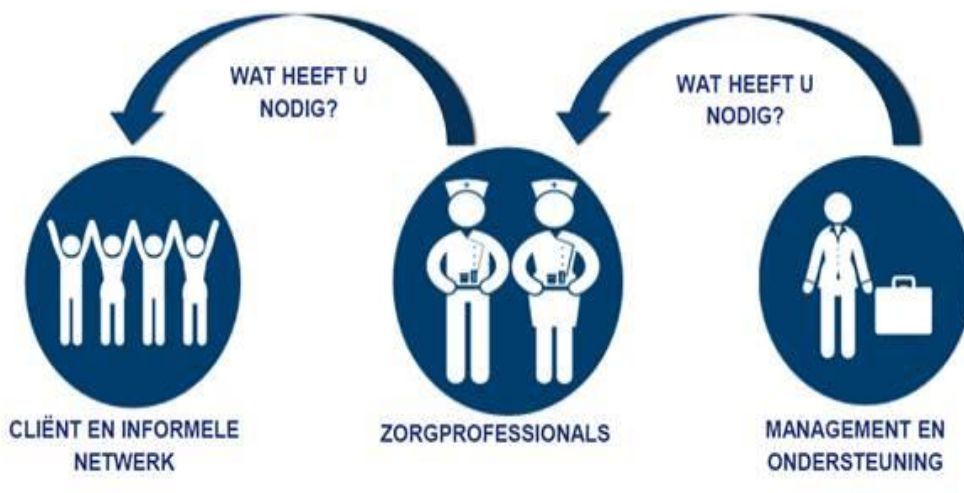 WAT HEEFT U
NODIG?
WAT HEEFT U
NODIG?
CLIËNT EN INFORMELE
NETWERK
ZORGPROFESSIONALS
MANAGEMENT EN
ONDERSTEUNING